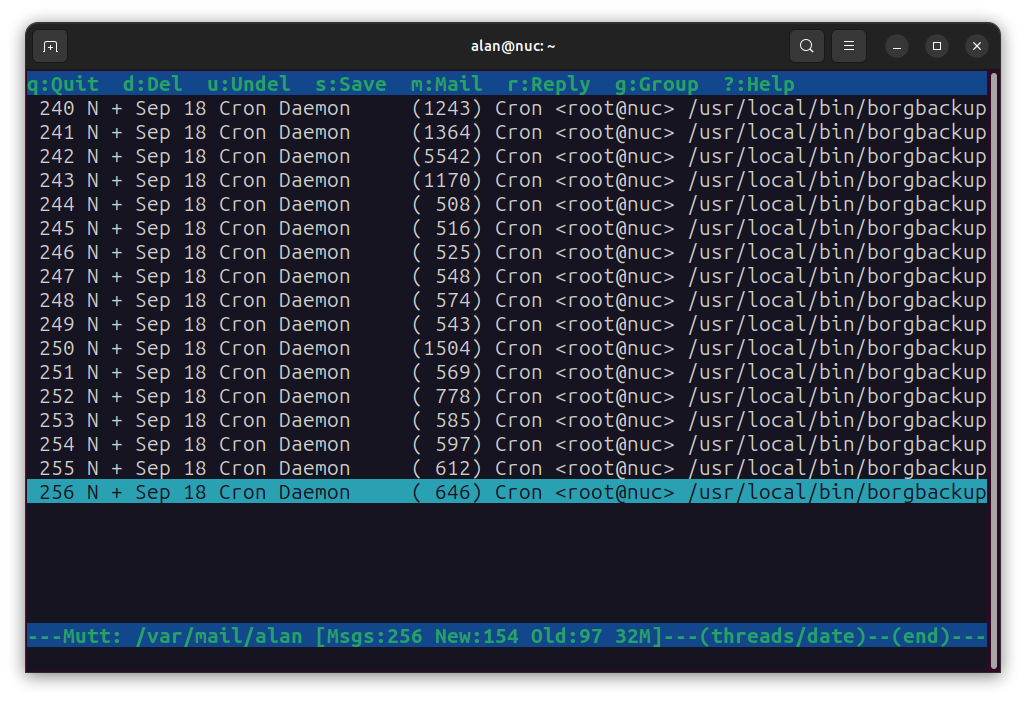 alan@nuc: ~
q:Quit  d:Del  u:Undel  s:Save  m:Mail  r:Reply  g:Group  ?:Help
240 N + Sep 18 Cron Daemon     (1243) Cron <root@nuc> /usr/local/bin/borgbackup
241 N + Sep 18 Cron Daemon     (1364) Cron <root@nuc> /usr/local/bin/borgbackup
242 N + Sep 18 Cron Daemon     (5542) Cron <root@nuc> /usr/local/bin/borgbackup
243 N + Sep 18 Cron Daemon     (1170) Cron <root@nuc> /usr/local/bin/borgbackup
244 N + Sep 18 Cron Daemon     ( 508) Cron <root@nuc> /usr/local/bin/borgbackup
245 N + Sep 18 Cron Daemon     ( 516) Cron <root@nuc> /usr/local/bin/borgbackup
246 N + Sep 18 Cron Daemon     ( 525) Cron <root@nuc> /usr/local/bin/borgbackup
247 N + Sep 18 Cron Daemon     ( 548) Cron <root@nuc> /usr/local/bin/borgbackup
248 N + Sep 18 Cron Daemon     ( 574) Cron <root@nuc> /usr/local/bin/borgbackup
249 N + Sep 18 Cron Daemon     ( 543) Cron <root@nuc> /usr/local/bin/borgbackup
250 N + Sep 18 Cron Daemon     (1504) Cron <root@nuc> /usr/local/bin/borgbackup
251 N + Sep 18 Cron Daemon     ( 569) Cron <root@nuc> /usr/local/bin/borgbackup
252 N + Sep 18 Cron Daemon     ( 778) Cron <root@nuc> /usr/local/bin/borgbackup
253 N + Sep 18 Cron Daemon     ( 585) Cron <root@nuc> /usr/local/bin/borgbackup
254 N + Sep 18 Cron Daemon     ( 597) Cron <root@nuc> /usr/local/bin/borgbackup
255 N + Sep 18 Cron Daemon     ( 612) Cron <root@nuc> /usr/local/bin/borgbackup
256 N + Sep 18 Cron Daemon     ( 646) Cron <root@nuc> /usr/local/bin/borgbackup
---Mutt: /var/mail/alan [Msgs:256 New:154 Old:97 32M]---(threads/date)--(end)---